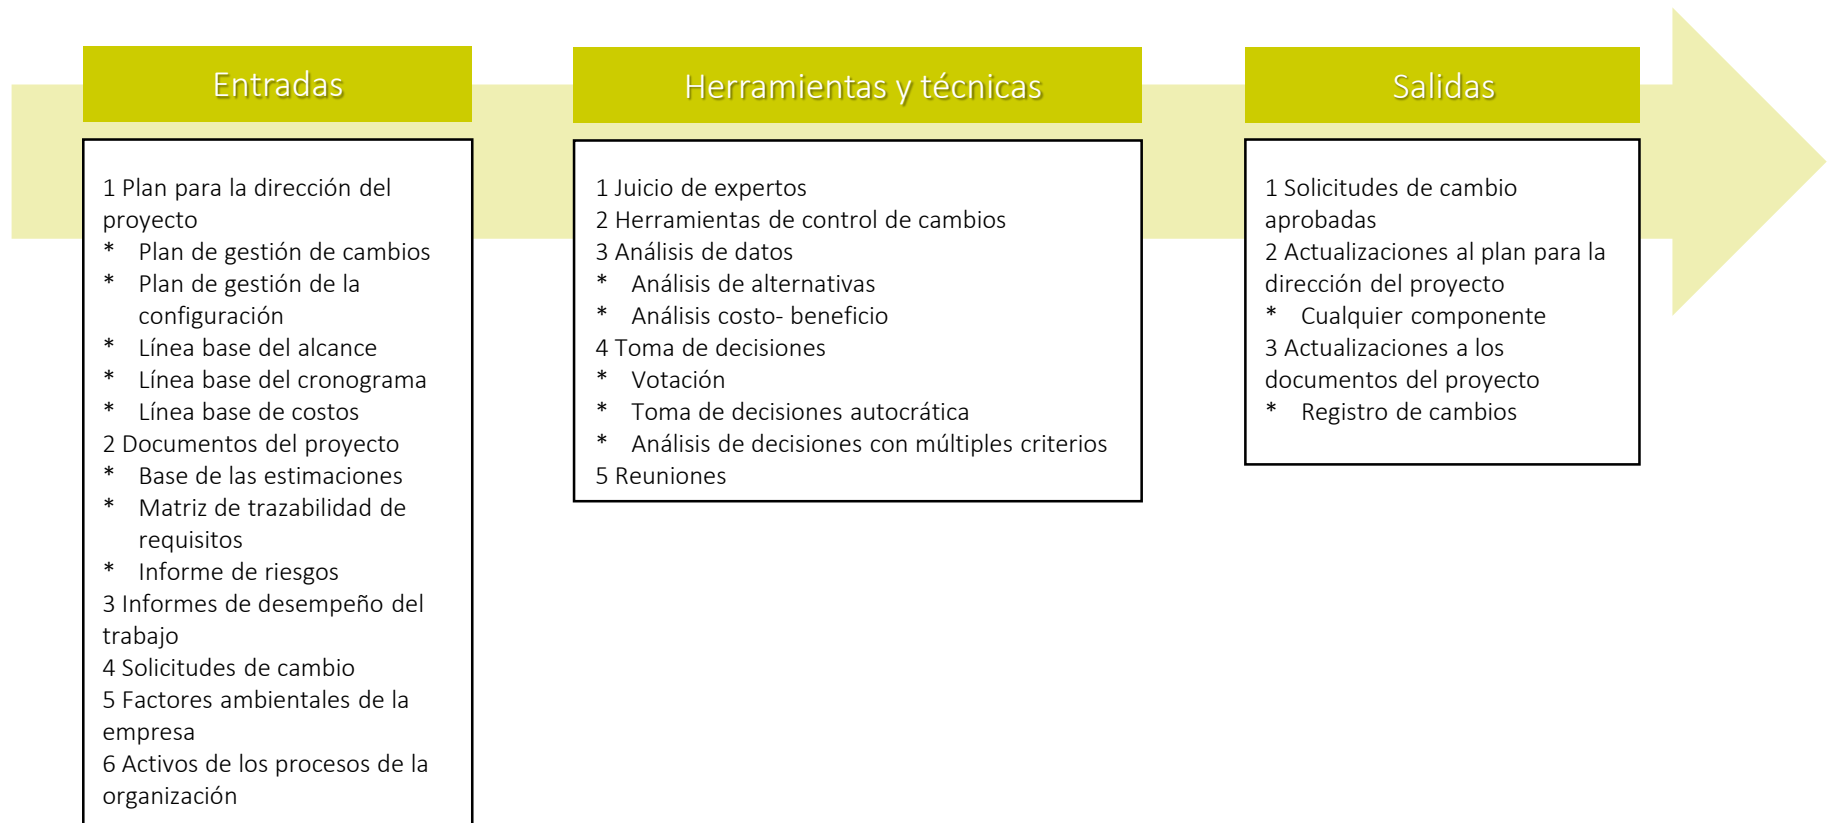 Entradas
1 Plan para la dirección del
proyecto
* Plan de gestión de cambios
* Plan de gestión de la
configuración
* Línea base del alcance
* Línea base del cronograma
* Línea base de costos
2 Documentos del proyecto
* Base de las estimaciones
* Matriz de trazabilidad de
requisitos
* Informe de riesgos
3 Informes de desempeño del
trabajo
4 Solicitudes de cambio
5 Factores ambientales de la
empresa
6 Activos de los procesos de la
organización
Herramientas y técnicas
1 Juicio de expertos
2 Herramientas de control de cambios
3 Análisis de datos
* Análisis de alternativas
* Análisis costo- beneficio
4 Toma de decisiones
* Votación
* Toma de decisiones autocrática
* Análisis de decisiones con múltiples criterios
5 Reuniones
Salidas
1 Solicitudes de cambio
aprobadas
2 Actualizaciones al plan para la
dirección del proyecto
* Cualquier componente
3 Actualizaciones a los
documentos del proyecto
* Registro de cambios